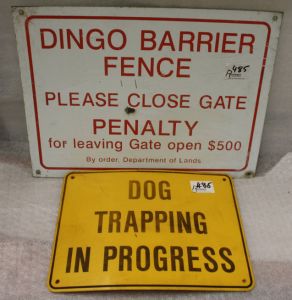 DINGO BARRIER
FENCE
PLEASE CLOSE GATE
PENALTY
for leaving Gate open $500
By order, Department of Lands
485
DOG
TRAPPING
IN PROGRESS